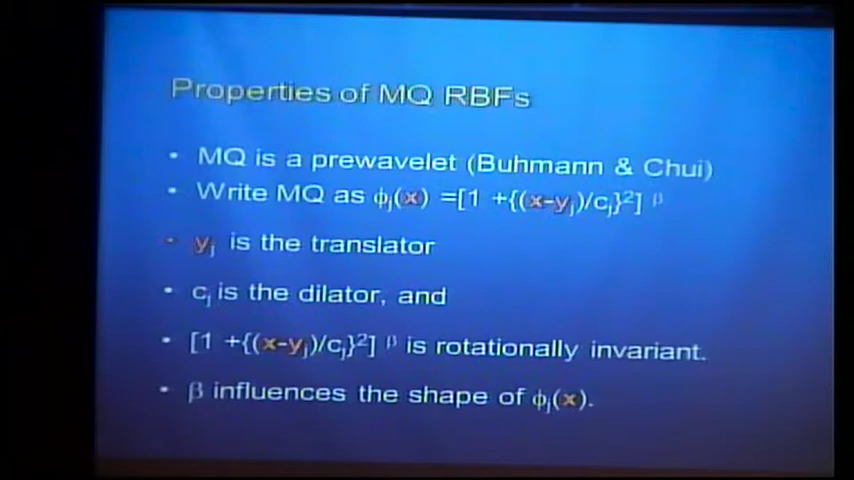 Properties of MQ RBFs
• MQ is a prewavelet (Buhmann & Chui)
• Write MQ as ϕⱼ(x) =[1 +{(x-yⱼ)/cⱼ}²] ᵝ
• yⱼ is the translator
• cⱼ is the dilator, and
• [1 +{(x-yⱼ)/cⱼ}²] ᵝ is rotationally invariant.
• β influences the shape of ϕⱼ(x).